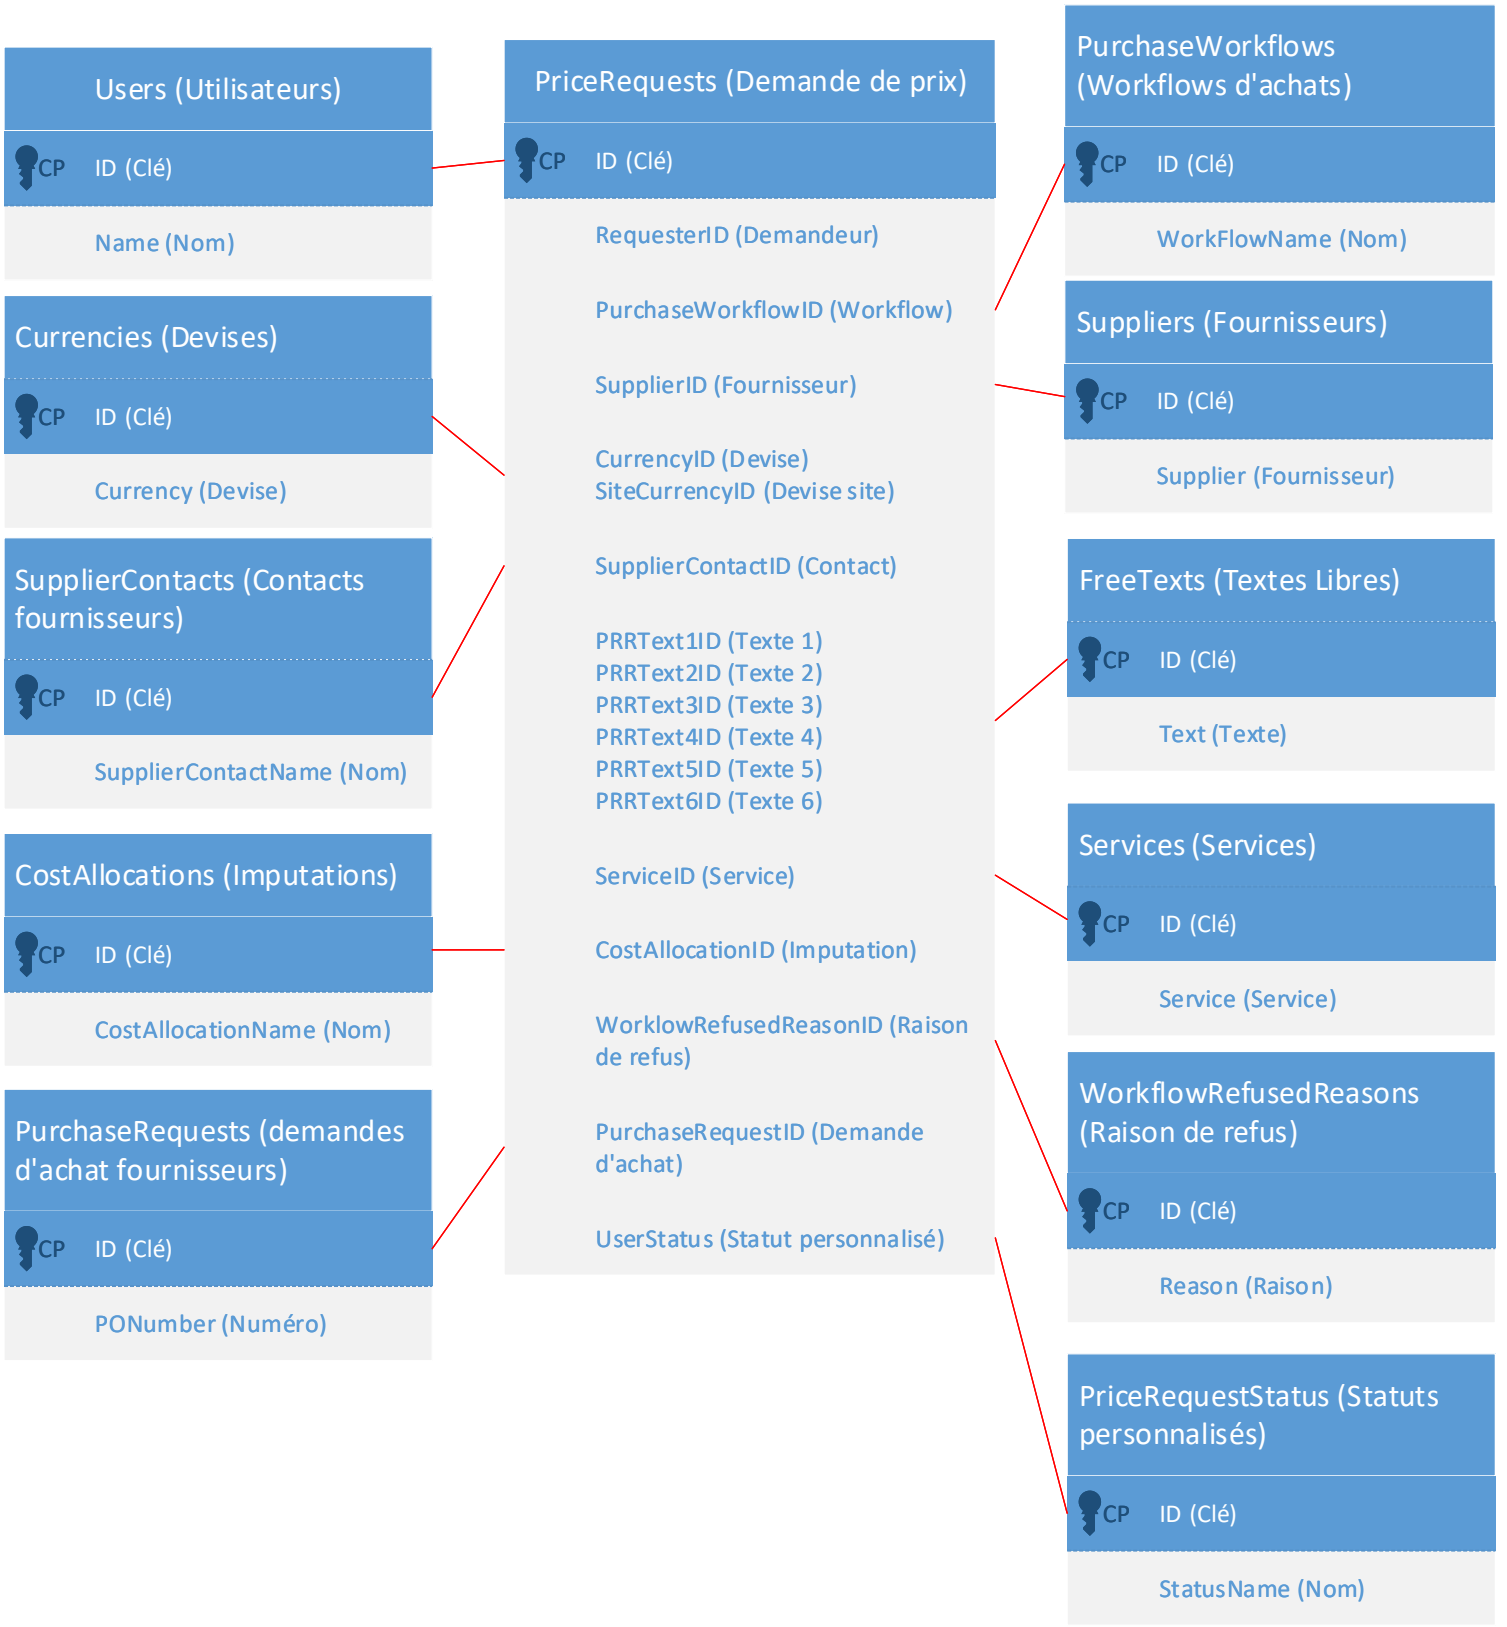 Users (Utilisateurs)
CP ID (Clé)
Name (Nom)
Currencies (Devises)
CP ID (Clé)
Currency (Devise)
SupplierContacts (Contacts
fournisseurs)
CP ID (Clé)
SupplierContactName (Nom)
CostAllocations (Imputations)
CP ID (Clé)
CostAllocationName (Nom)
PurchaseRequests (demandes
d'achat fournisseurs)
CP ID (Clé)
PONumber (Numéro)
PriceRequests (Demande de prix)
CP ID (Clé)
RequesterID (Demandeur)
PurchaseWorkflowID (Workflow)
SupplierID (Fournisseur)
CurrencyID (Devise)
SiteCurrencyID (Devise site)
SupplierContactID (Contact)
PRRText1ID (Texte 1)
PRRText2ID (Texte 2)
PRRText3ID (Texte 3)
PRRText4ID (Texte 4)
PRRText5ID (Texte 5)
PRRText6ID (Texte 6)
ServiceID (Service)
CostAllocationID (Imputation)
WorklowRefusedReasonID (Raison
de refus)
PurchaseRequestID (Demande
d'achat)
UserStatus (Statut personnalisé)
PurchaseWorkflows
(Workflows d'achats)
CP ID (Clé)
WorkFlowName (Nom)
Suppliers (Fournisseurs)
CP ID (Clé)
Supplier (Fournisseur)
FreeTexts (Textes Libres)
CP ID (Clé)
Text (Texte)
Services (Services)
CP ID (Clé)
Service (Service)
WorkflowRefusedReasons
(Raison de refus)
CP ID (Clé)
Reason (Raison)
PriceRequestStatus (Statuts
personnalisés)
CP ID (Clé)
StatusName (Nom)